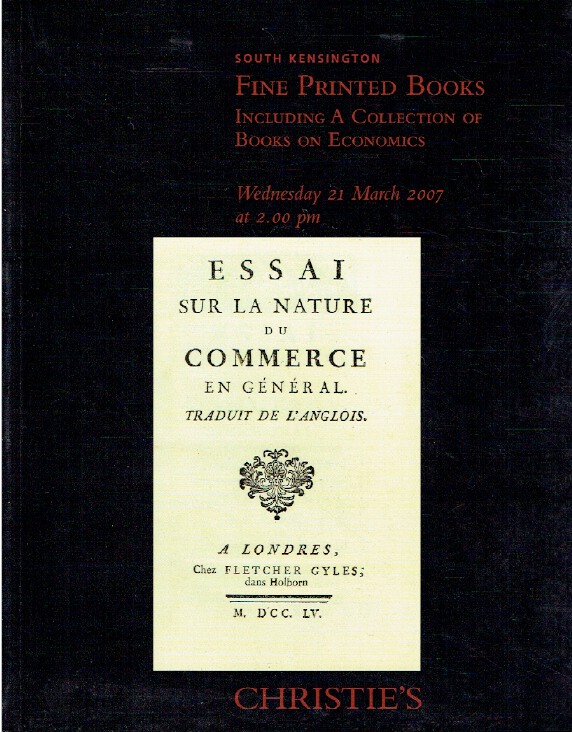 SOUTH KENSINGTON
FINE PRINTED BOOKS
INCLUDING A COLLECTION OF
BOOKS ON ECONOMICS
Wednesday 21 March 2007
at 2.00 pm
ESSAI
SUR LA NATURE
DU
COMMERCE
EN GÉNÉRAL.
TRADUIT DE L'ANGLOIS.
A LONDRES,
Chez FLETCHER GYLES;
dans Holborn
M. DCC. LV.
CHRISTIE'S